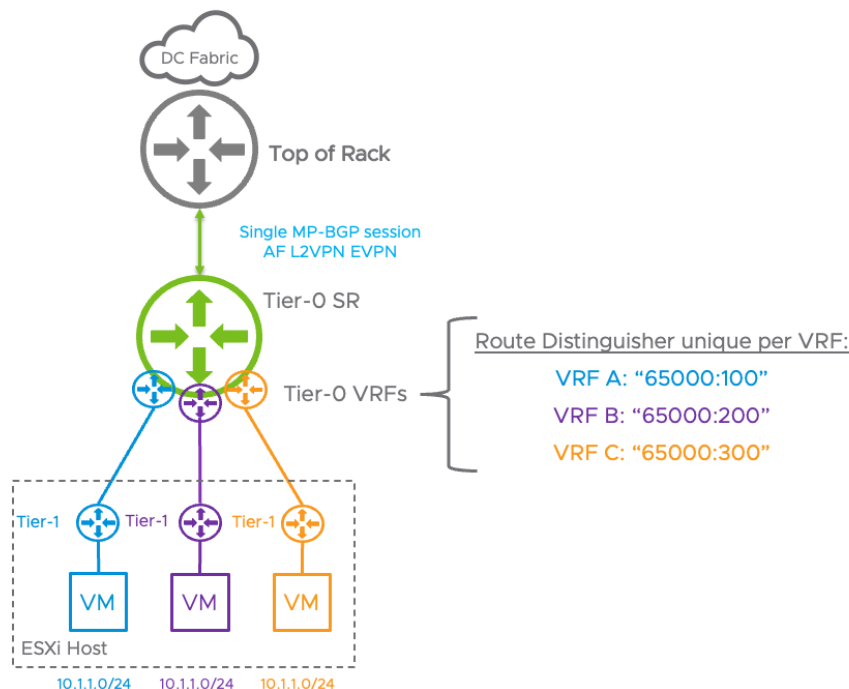 DC Fabric
Top of Rack
Single MP-BGP session
AF L2VPN EVPN
Tier-0 SR
Route Distinguisher unique per VRF:
Tier-0 VRFs
VRF A: “65000:100”
VRF B: “65000:200”
VRF C: “65000:300”
Tier-1 Tier-1 Tier-1
VM VM VM
ESXi Host
10.1.1.0/24 10.1.1.0/24 10.1.1.0/24